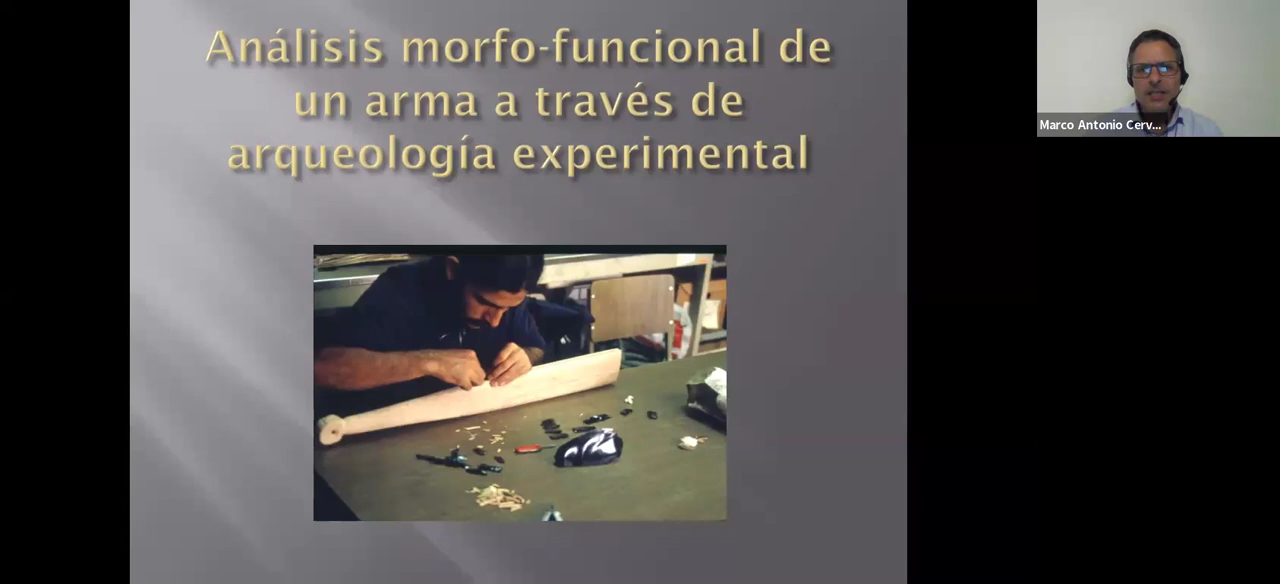 Análisis morfo-funcional de
un arma a través de
arqueología experimental
Marco Antonio Cerv...